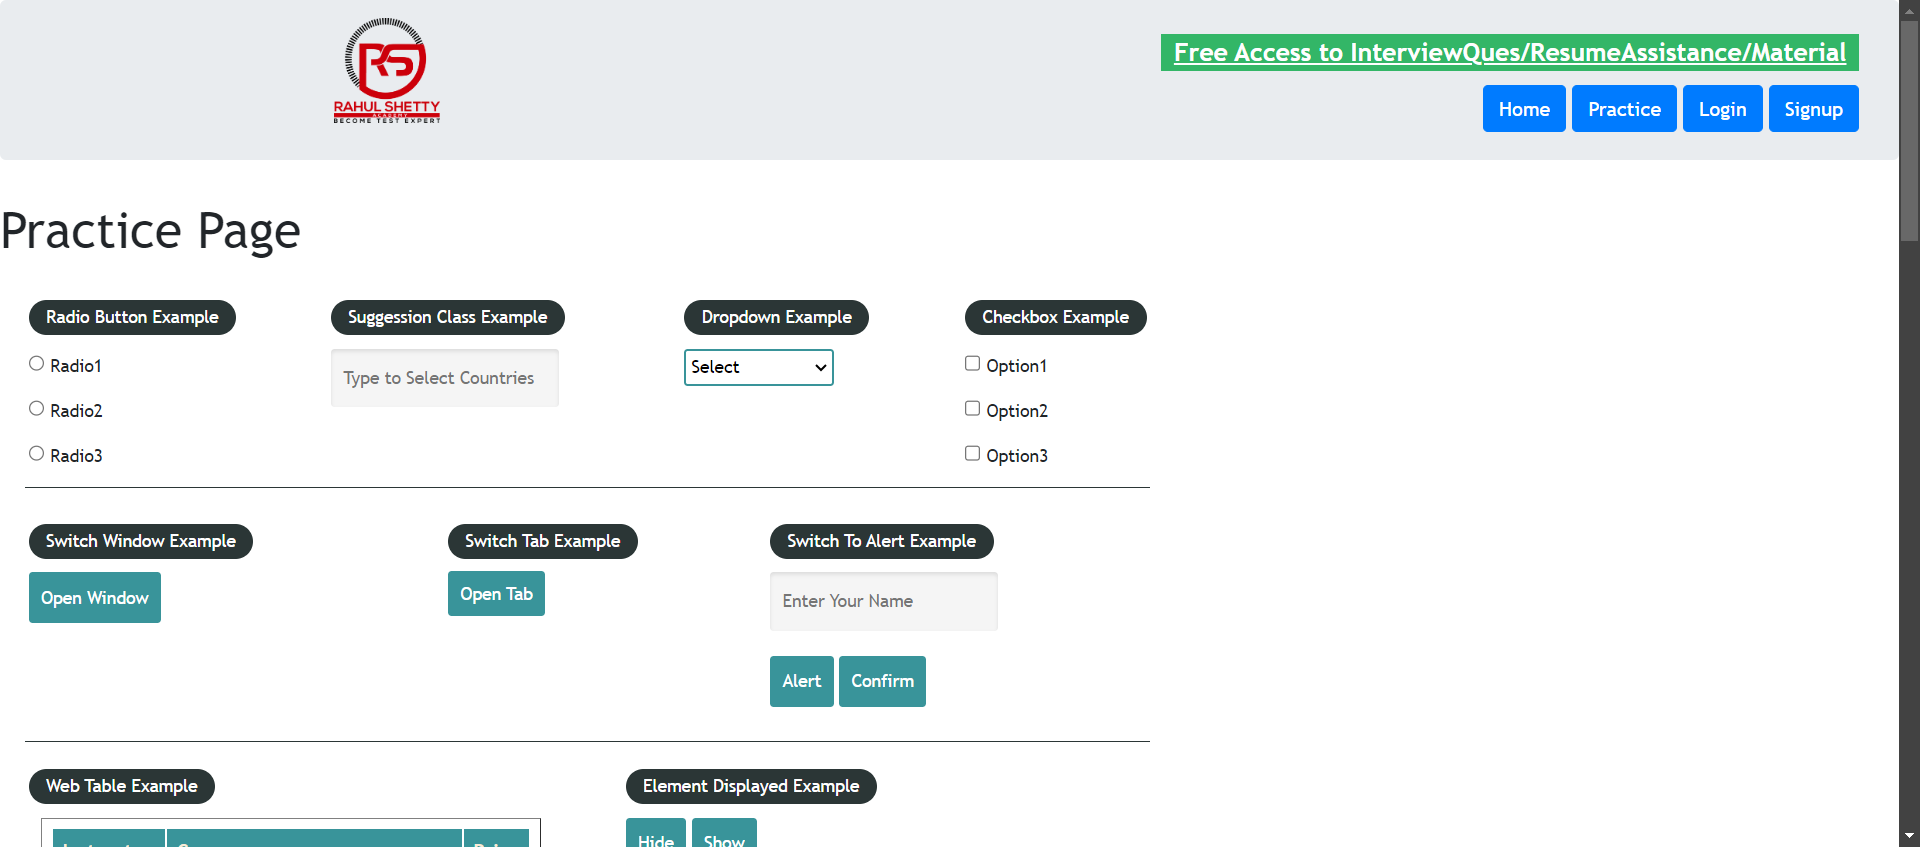 RAHUL SHETTY
ACADEMY
BECOME TEST EXPERT
Free Access to InterviewQues/ResumeAssistance/Material
Home Practice Login Signup
Practice Page
Radio Button Example
Radio1
Radio2
Radio3
Suggession Class Example
Type to Select Countries
Dropdown Example
Select
Checkbox Example
Option1
Option2
Option3
Switch Window Example
Open Window
Switch Tab Example
Open Tab
Switch To Alert Example
Enter Your Name
Alert Confirm
Web Table Example
Element Displayed Example
Hide Show